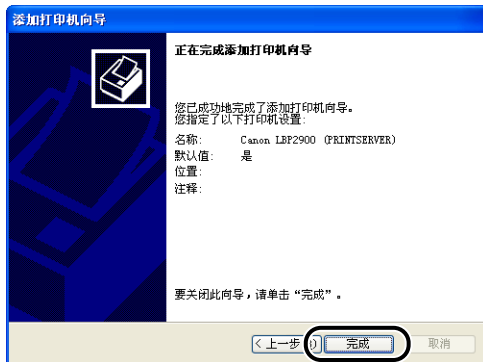 添加打印机向导
正在完成添加打印机向导
您已成功地完成了添加打印机向导。
您指定了以下打印机设置:
名称: Canon LBP2900 (PRINTSERVER)
默认值: 是
位置:
注释:
要关闭此向导，请单击“完成”。
< 上一步 完成 取消